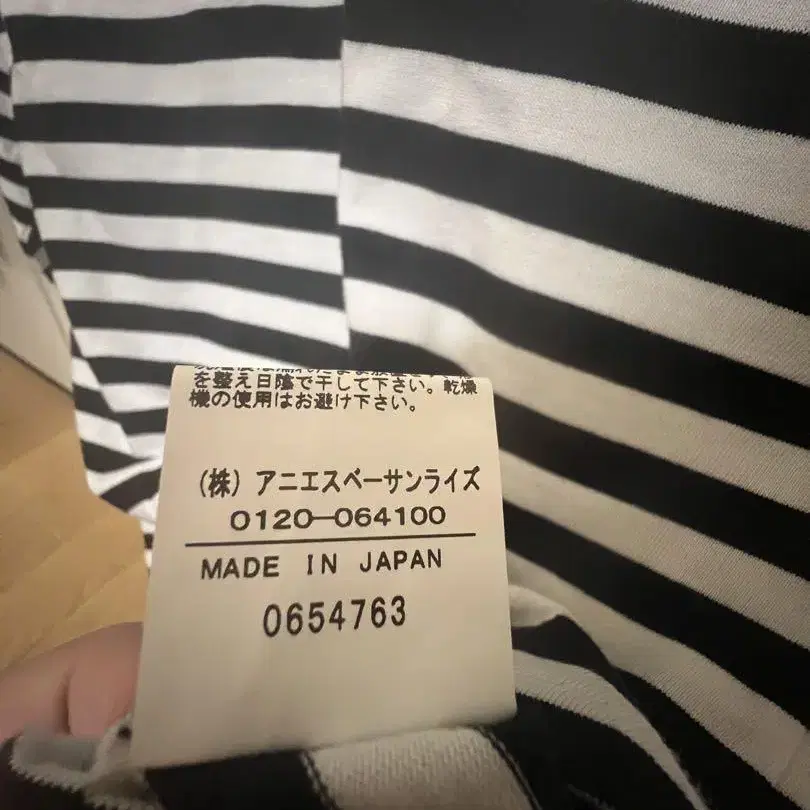 を整え日陰で干して下さい。乾燥
機の使用はお避け下さい。
(株) アニエスベーサンライズ
0120-064100
MADE IN JAPAN
0654763